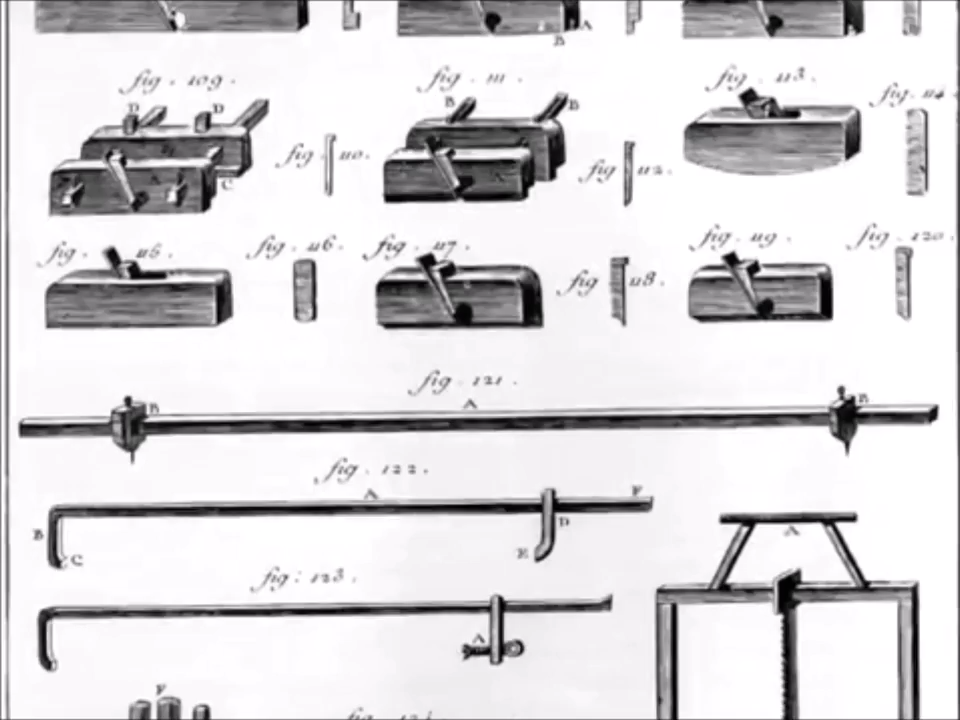 A
B
fig. 109.
fig. 111.
fig. 113.
fig. 114.
D
D
B
B
fig. 110.
fig. 112.
C
fig. 115.
fig. 116.
fig. 117.
fig. 118.
fig. 119.
fig. 120.
fig. 121.
B
A
B
fig. 122.
A
F
B
C
D
E
A
fig: 123.
A
F